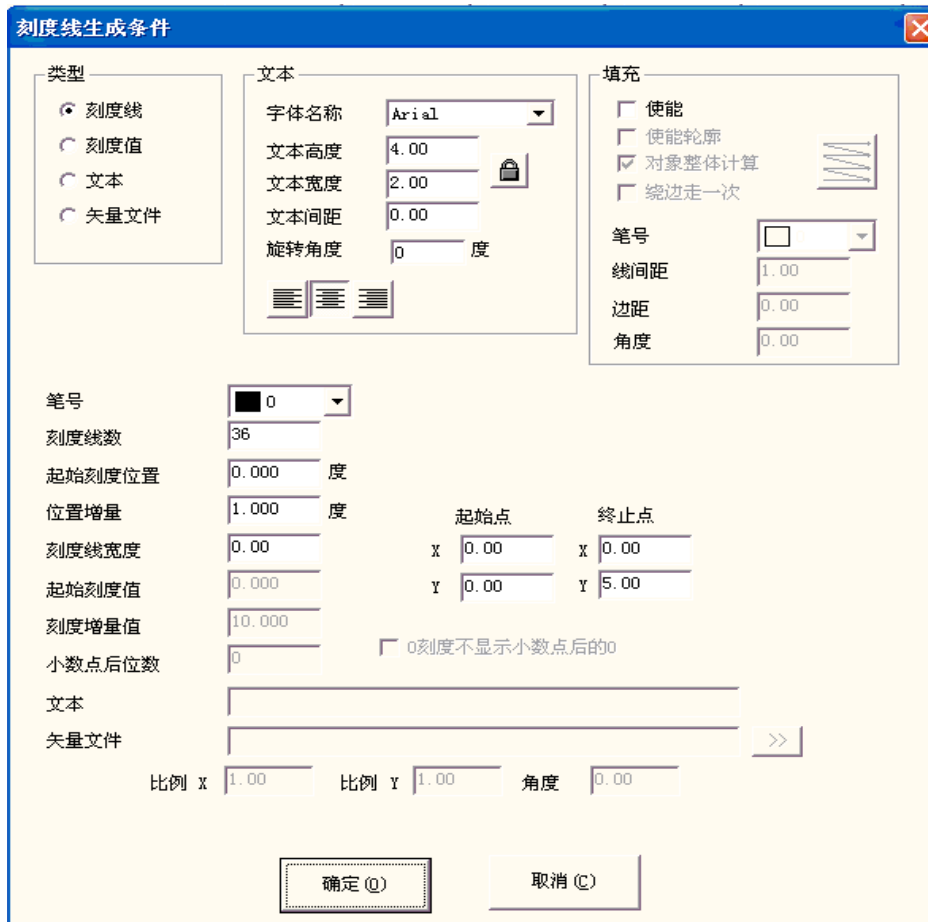 刻度线生成条件
类型
刻度线
刻度值
文本
矢量文件
文本
字体名称 Arial
文本高度 4.00
文本宽度 2.00
文本间距 0.00
旋转角度 0 度
填充
使能
使能轮廓
对象整体计算
绕边走一次
笔号
线间距 1.00
边距 0.00
角度 0.00
笔号 0
刻度线数 36
起始刻度位置 0.000 度
位置增量 1.000 度
刻度线宽度 0.00
起始刻度值 0.000
刻度增量值 10.000
小数点后位数 0
起始点 终止点
X 0.00 X 0.00
Y 0.00 Y 5.00
0刻度不显示小数点后的0
文本
矢量文件 >>
比例 X 1.00 比例 Y 1.00 角度 0.00
确定(O) 取消(C)